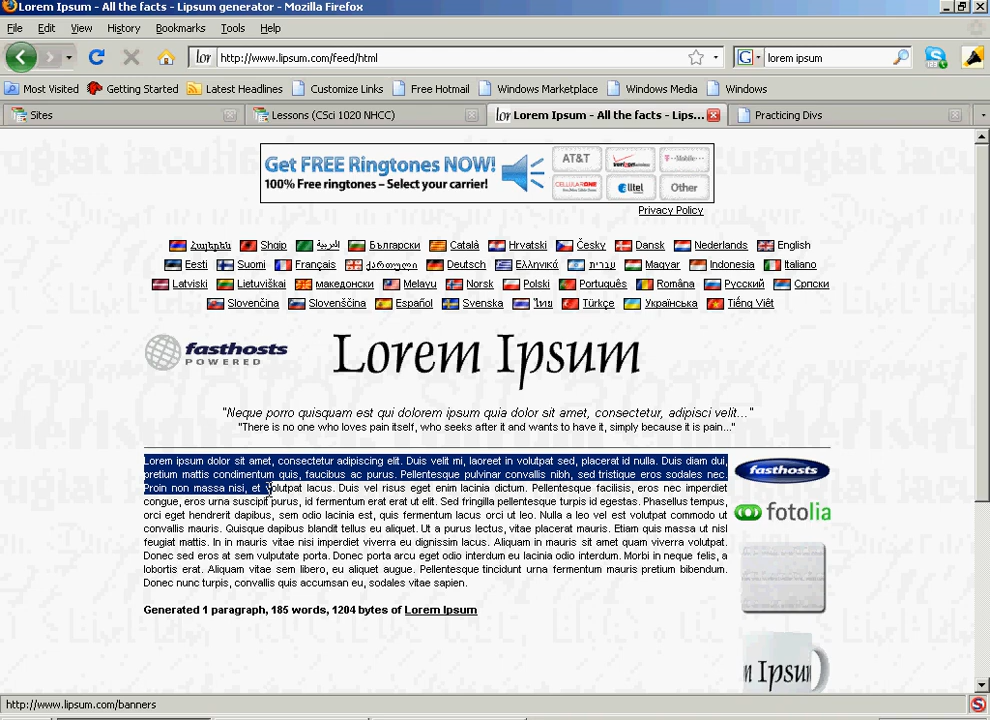 Lorem Ipsum - All the facts - Lipsum generator - Mozilla Firefox
File Edit View History Bookmarks Tools Help
lor http://www.lipsum.com/feed/html G lorem ipsum
Most Visited Getting Started Latest Headlines Customize Links Free Hotmail Windows Marketplace Windows Media Windows
Sites Lessons (CSci 1020 NHCC) lor Lorem Ipsum - All the facts - Lips... Practicing Divs
Get FREE Ringtones NOW!
100% Free ringtones – Select your carrier!
AT&T verizon T··Mobile···
CELLULARONE alltel Other
Privacy Policy
Հայերեն Shqip العربية Български Català Hrvatski Česky Dansk Nederlands English
Eesti Suomi Français ქართული Deutsch Ελληνικά עברית Magyar Indonesia Italiano
Latviski Lietuviškai македонски Melayu Norsk Polski Português Româna Русский Српски
Slovenčina Slovenščina Español Svenska ไทย Türkçe Українська Tiếng Việt
fasthosts
POWERED
Lorem Ipsum
"Neque porro quisquam est qui dolorem ipsum quia dolor sit amet, consectetur, adipisci velit..."
"There is no one who loves pain itself, who seeks after it and wants to have it, simply because it is pain..."
Lorem ipsum dolor sit amet, consectetur adipiscing elit. Duis velit mi, laoreet in volutpat sed, placerat id nulla. Duis diam dui,
pretium mattis condimentum quis, faucibus ac purus. Pellentesque pulvinar convallis nibh, sed tristique eros sodales nec.
Proin non massa nisi, et volutpat lacus. Duis vel risus eget enim lacinia dictum. Pellentesque facilisis, eros nec imperdiet
congue, eros urna suscipit purus, id fermentum erat erat ut elit. Sed fringilla pellentesque turpis id egestas. Phasellus tempus,
orci eget hendrerit dapibus, sem odio lacinia est, quis fermentum lacus orci ut leo. Nulla a leo vel est volutpat commodo ut
convallis mauris. Quisque dapibus blandit tellus eu aliquet. Ut a purus lectus, vitae placerat mauris. Etiam quis massa ut nisl
feugiat mattis. In in mauris vitae nisi imperdiet viverra eu dignissim lacus. Aliquam in mauris sit amet quam viverra volutpat.
Donec sed eros at sem vulputate porta. Donec porta arcu eget odio interdum eu lacinia odio interdum. Morbi in neque felis, a
lobortis erat. Aliquam vitae sem libero, eu aliquet augue. Pellentesque tincidunt urna fermentum mauris pretium bibendum.
Donec nunc turpis, convallis quis accumsan eu, sodales vitae sapien.
fasthosts
fotolia
Generated 1 paragraph, 185 words, 1204 bytes of Lorem Ipsum
n Ipsu
http://www.lipsum.com/banners